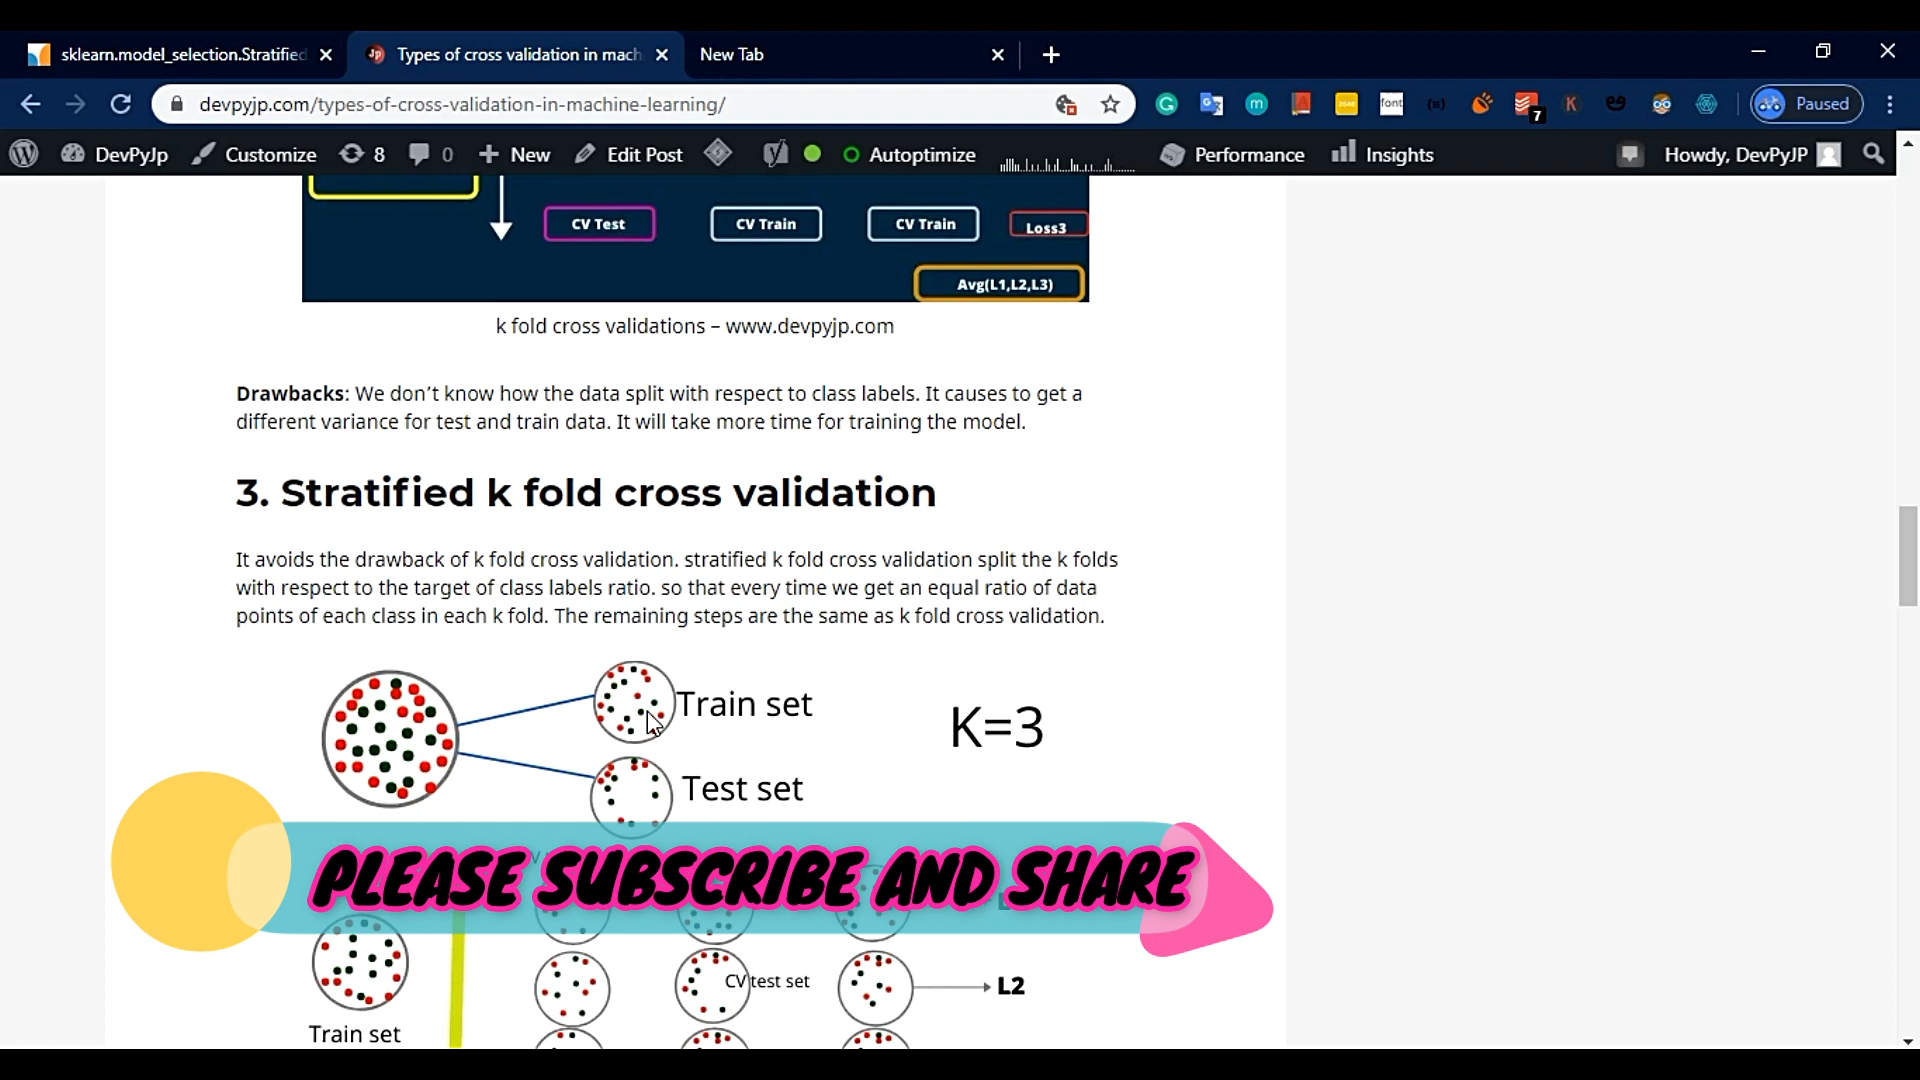 sklearn.model_selection.Stratified
Types of cross validation in mach
New Tab
devpyjp.com/types-of-cross-validation-in-machine-learning/
font
7
Paused
DevPyJp
Customize
8
0
New
Edit Post
Autoptimize
Performance
Insights
Howdy, DevPyJP
CV Test
CV Train
CV Train
Loss3
Avg(L1,L2,L3)
k fold cross validations – www.devpyjp.com
Drawbacks: We don’t know how the data split with respect to class labels. It causes to get a
different variance for test and train data. It will take more time for training the model.
3. Stratified k fold cross validation
It avoids the drawback of k fold cross validation. stratified k fold cross validation split the k folds
with respect to the target of class labels ratio. so that every time we get an equal ratio of data
points of each class in each k fold. The remaining steps are the same as k fold cross validation.
Train set
K=3
Test set
PLEASE SUBSCRIBE AND SHARE
CV test set
L2
Train set